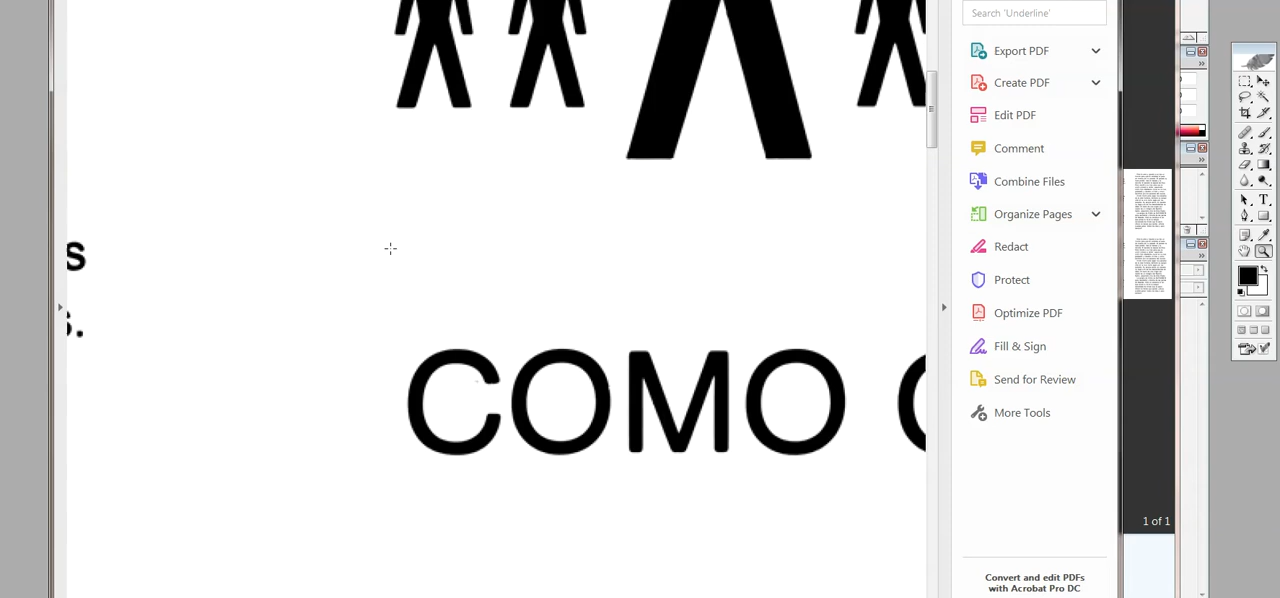 Search 'Underline'
Export PDF
Create PDF
Edit PDF
Comment
Combine Files
Organize Pages
Redact
Protect
Optimize PDF
Fill & Sign
Send for Review
More Tools
s
s.
COMO
1 of 1
Convert and edit PDFs
with Acrobat Pro DC